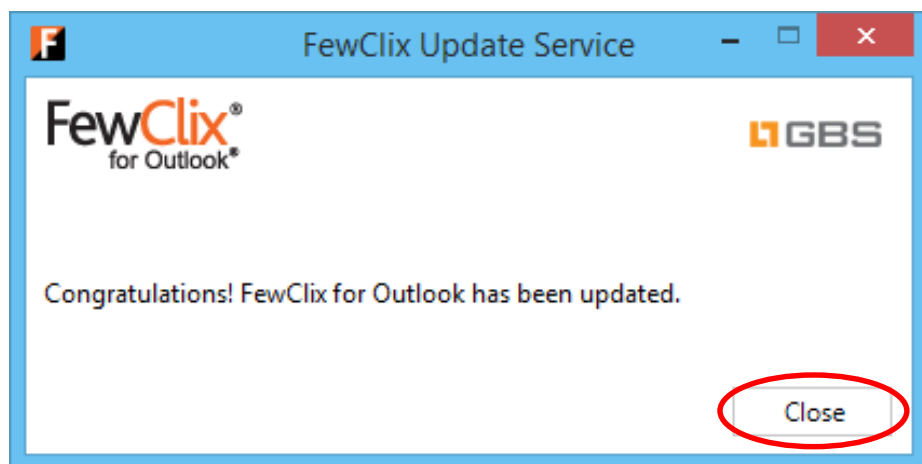 F
FewClix Update Service
FewClix®
for Outlook®
GBS
Congratulations! FewClix for Outlook has been updated.
Close